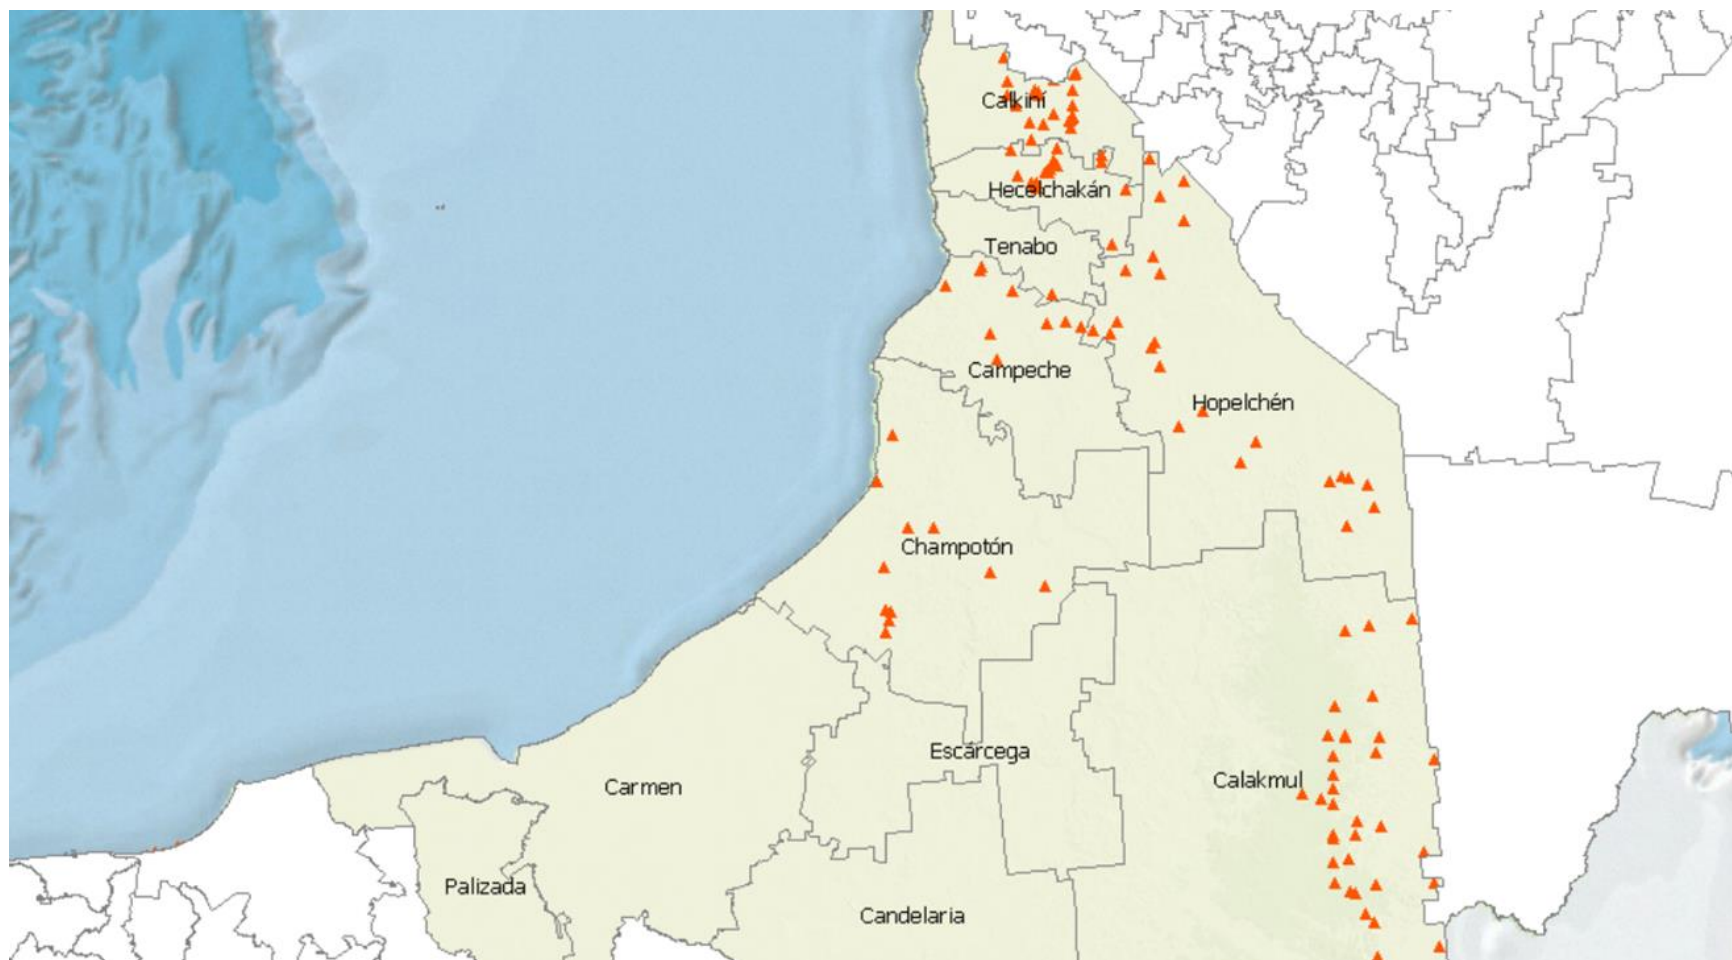 Calkiní
Hecelchakán
Tenabo
Campeche
Hopelchén
Champotón
Escárcega
Carmen
Calakmul
Palizada
Candelaria